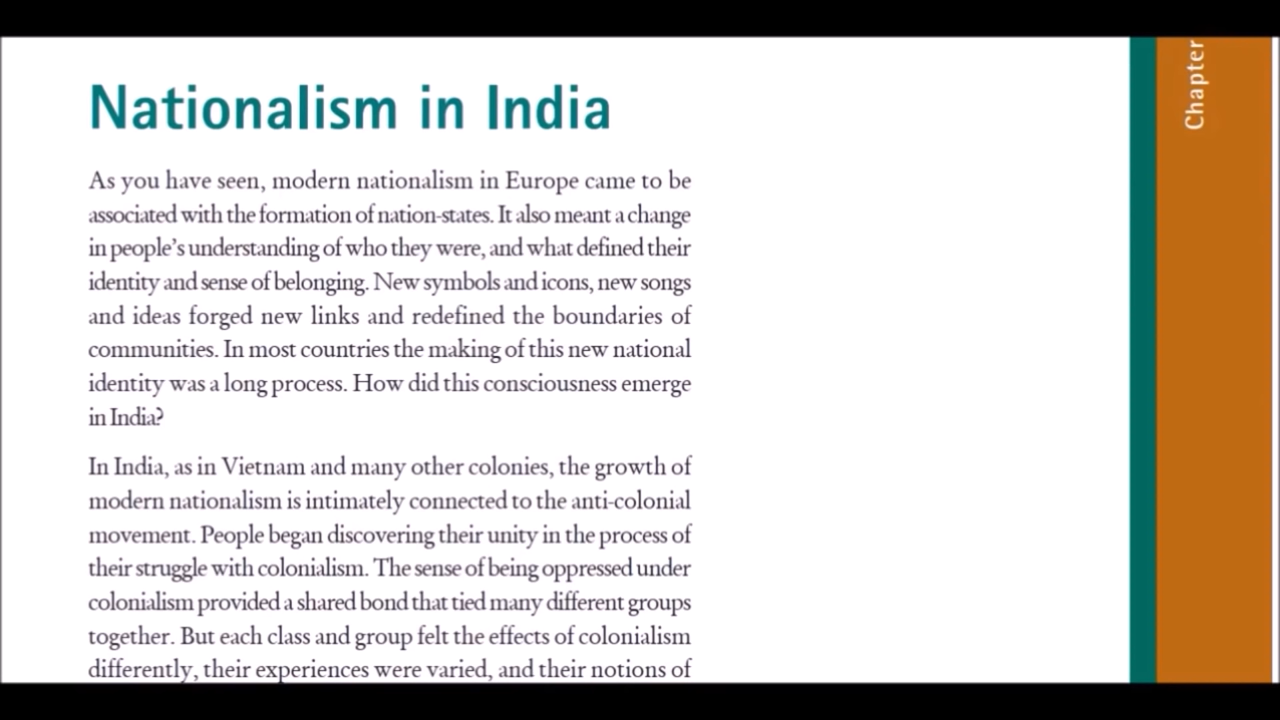 Nationalism in India
Chapter
As you have seen, modern nationalism in Europe came to be
associated with the formation of nation-states. It also meant a change
in people's understanding of who they were, and what defined their
identity and sense of belonging. New symbols and icons, new songs
and ideas forged new links and redefined the boundaries of
communities. In most countries the making of this new national
identity was a long process. How did this consciousness emerge
in India?
In India, as in Vietnam and many other colonies, the growth of
modern nationalism is intimately connected to the anti-colonial
movement. People began discovering their unity in the process of
their struggle with colonialism. The sense of being oppressed under
colonialism provided a shared bond that tied many different groups
together. But each class and group felt the effects of colonialism
differently, their experiences were varied, and their notions of